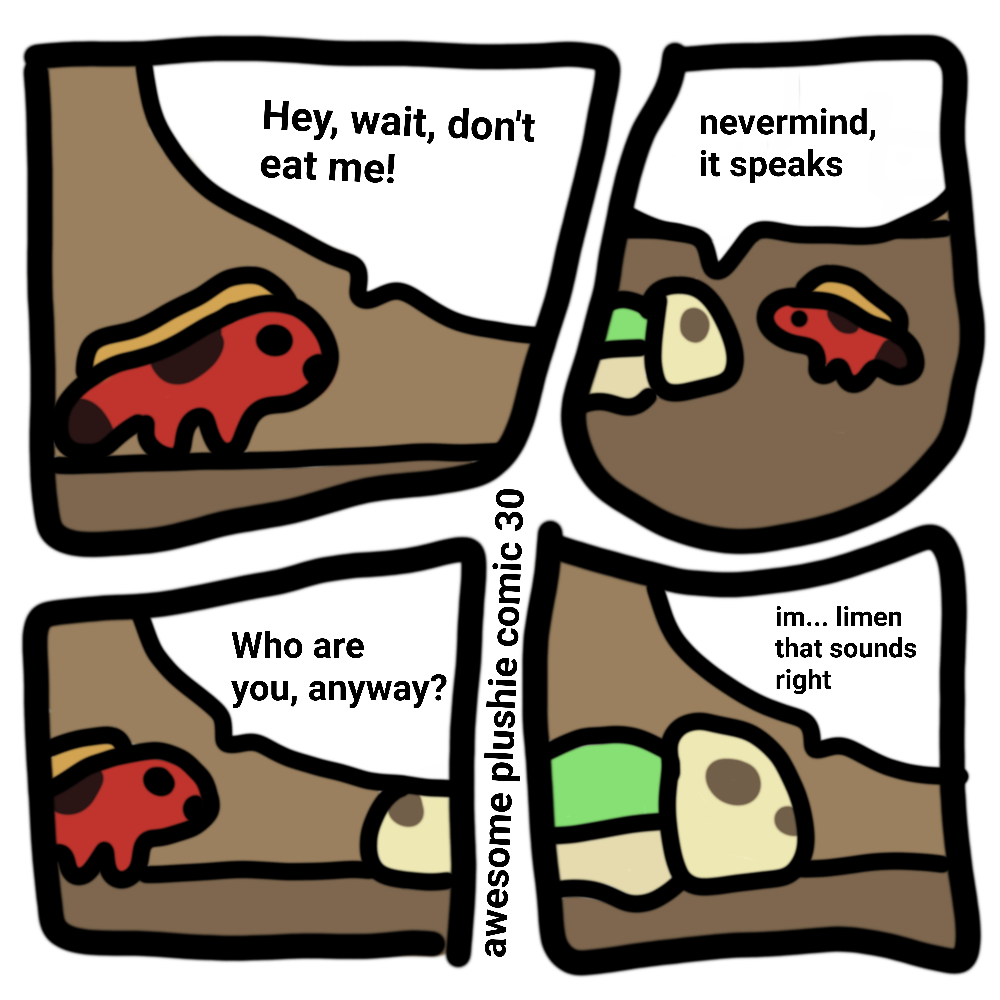 Hey, wait, don't
eat me!
nevermind,
it speaks
Who are
you, anyway?
im... limen
that sounds
right
awesome plushie comic 30